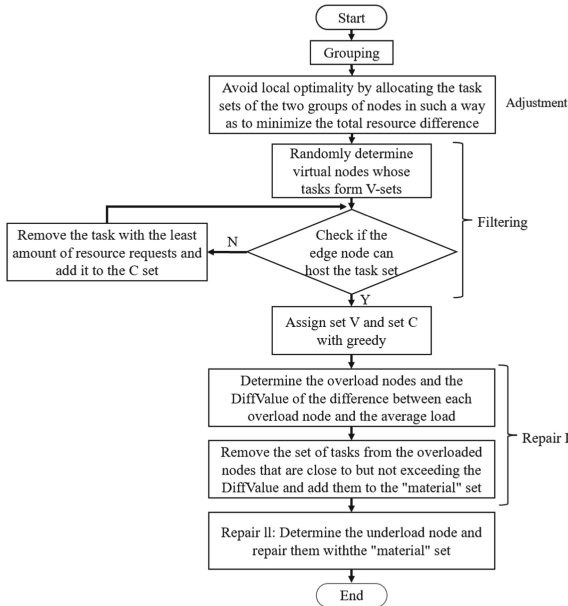 Start
Grouping
Avoid local optimality by allocating the task
sets of the two groups of nodes in such a way
as to minimize the total resource difference
Adjustment
Randomly determine
virtual nodes whose
tasks form V-sets
Filtering
Remove the task with the least
amount of resource requests and
add it to the C set
N
Check if the
edge node can
host the task set
Y
Assign set V and set C
with greedy
Determine the overload nodes and the
DiffValue of the difference between each
overload node and the average load
Repair I
Remove the set of tasks from the overloaded
nodes that are close to but not exceeding the
DiffValue and add them to the "material" set
Repair ll: Determine the underload node and
repair them withthe "material" set
End